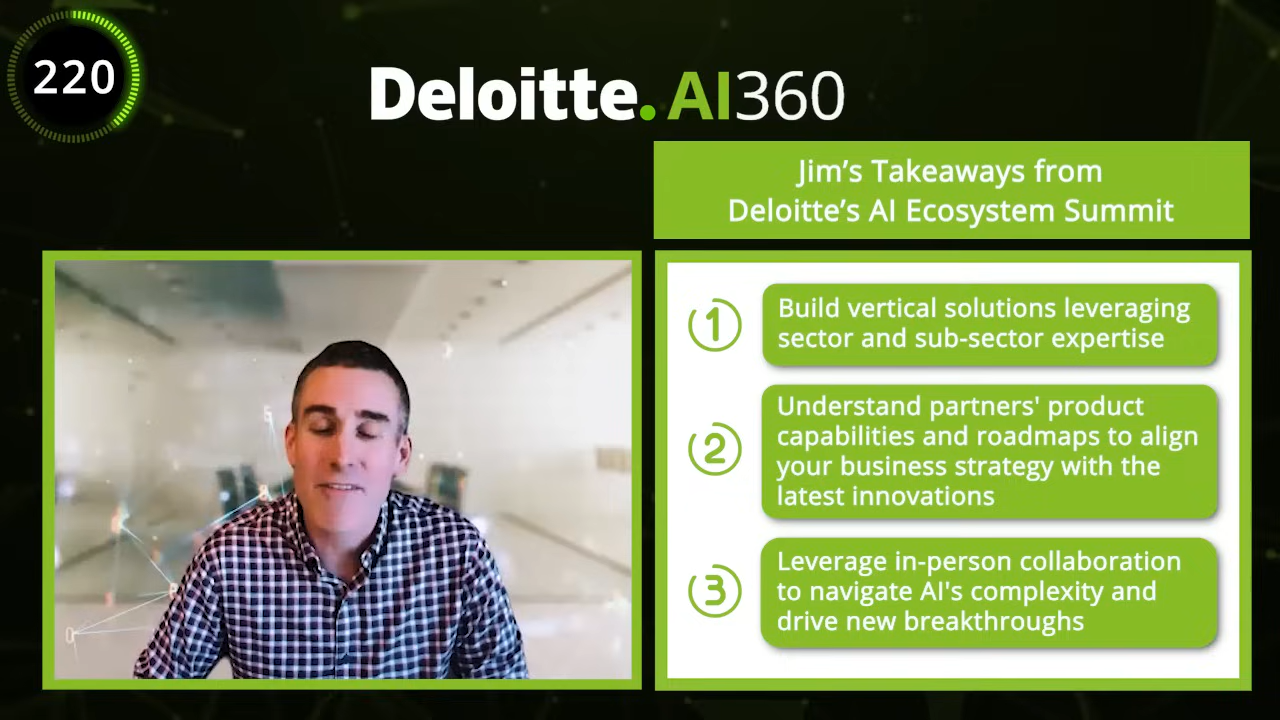 220
Deloitte. AI360
Jim's Takeaways from
Deloitte's AI Ecosystem Summit
1
Build vertical solutions leveraging
sector and sub-sector expertise
2
Understand partners' product
capabilities and roadmaps to align
your business strategy with the
latest innovations
3
Leverage in-person collaboration
to navigate AI's complexity and
drive new breakthroughs